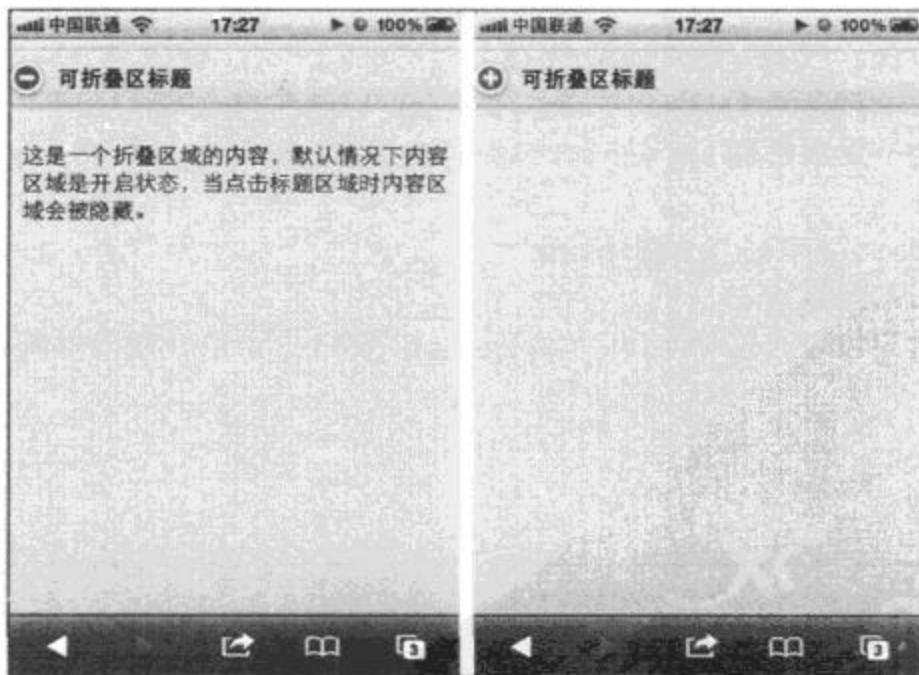 中国联通 17:27 100%
可折叠区标题
这是一个折叠区域的内容，默认情况下内容
区域是开启状态，当点击标题区域时内容区
域会被隐藏。
3
中国联通 17:27 100%
可折叠区标题
3